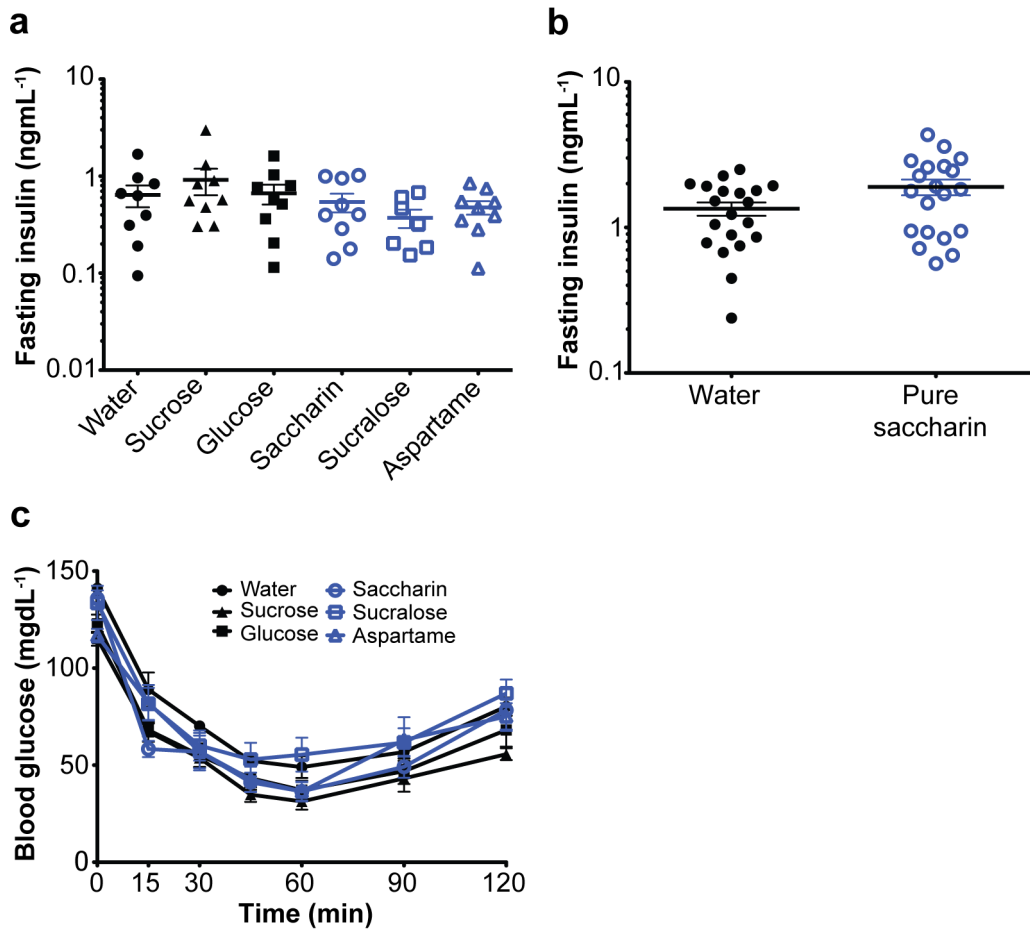 a
Fasting insulin (ngmL⁻¹)
10
1
0.1
0.01
Water
Sucrose
Glucose
Saccharin
Sucralose
Aspartame
b
Fasting insulin (ngmL⁻¹)
10
1
0.1
Water
Pure
saccharin
c
Blood glucose (mgdL⁻¹)
150
100
50
0
Water
Sucrose
Glucose
Saccharin
Sucralose
Aspartame
0 15 30 60 90 120
Time (min)